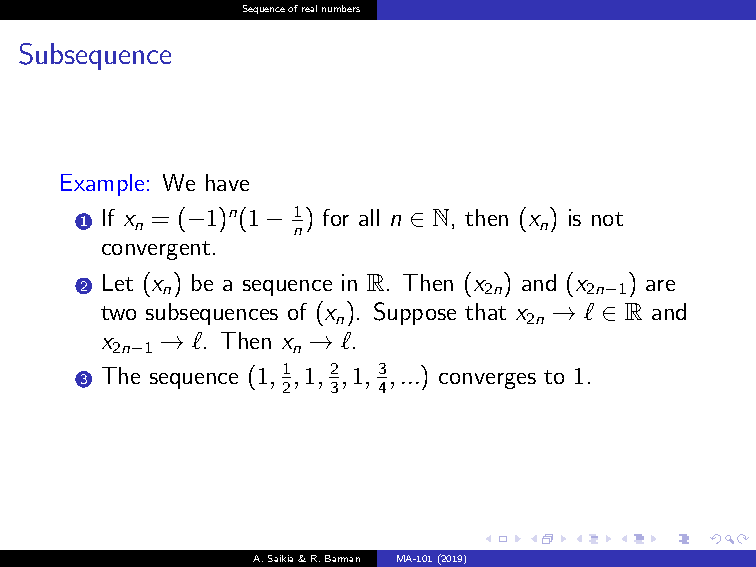 Sequence of real numbers
Subsequence
Example: We have
1 If xₙ = (−1)ⁿ(1 − 1/n) for all n ∈ ℕ, then (xₙ) is not
convergent.
2 Let (xₙ) be a sequence in ℝ. Then (x₂ₙ) and (x₂ₙ₋₁) are
two subsequences of (xₙ). Suppose that x₂ₙ → ℓ ∈ ℝ and
x₂ₙ₋₁ → ℓ. Then xₙ → ℓ.
3 The sequence (1, 1/2, 1, 2/3, 1, 3/4, ...) converges to 1.
A. Saikia & R. Barman MA-101 (2019)